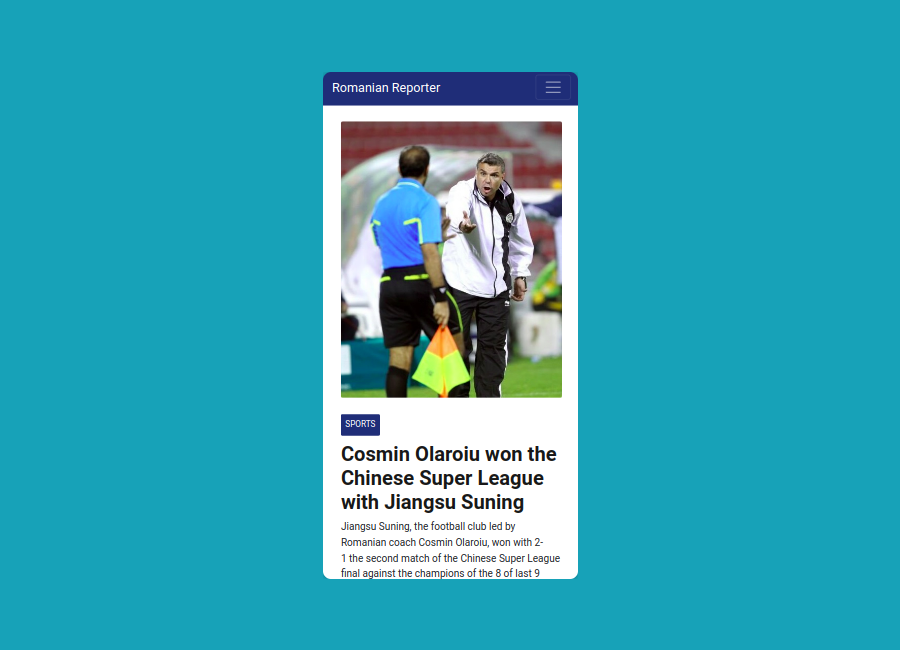 Romanian Reporter
SPORTS
Cosmin Olaroiu won the
Chinese Super League
with Jiangsu Suning
Jiangsu Suning, the football club led by
Romanian coach Cosmin Olaroiu, won with 2-
1 the second match of the Chinese Super League
final against the champions of the 8 of last 9